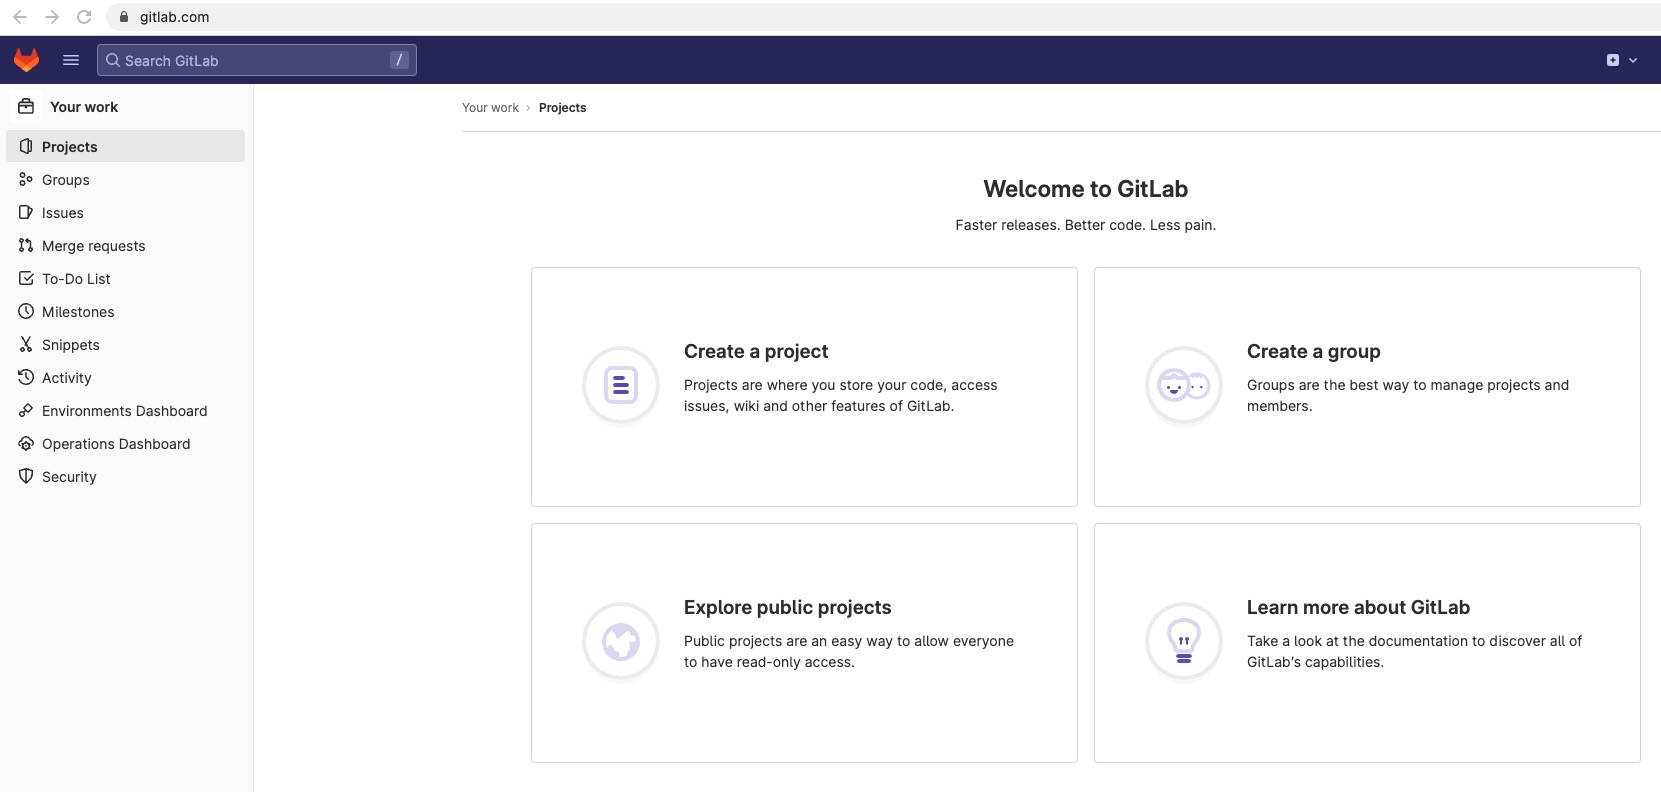 gitlab.com
Search GitLab /
Your work
Projects
Groups
Issues
Merge requests
To-Do List
Milestones
Snippets
Activity
Environments Dashboard
Operations Dashboard
Security
Your work › Projects
Welcome to GitLab
Faster releases. Better code. Less pain.
Create a project
Projects are where you store your code, access
issues, wiki and other features of GitLab.
Create a group
Groups are the best way to manage projects and
members.
Explore public projects
Public projects are an easy way to allow everyone
to have read-only access.
Learn more about GitLab
Take a look at the documentation to discover all of
GitLab's capabilities.